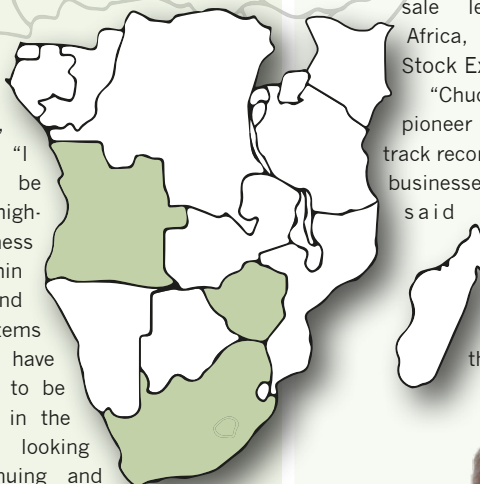 “I
be
high-
ness
hin
nd
tems
have
to be
in the
looking
nuing and
sale le
Africa,
Stock Ex
“Chuc
pioneer
track recor
businesse
said
th